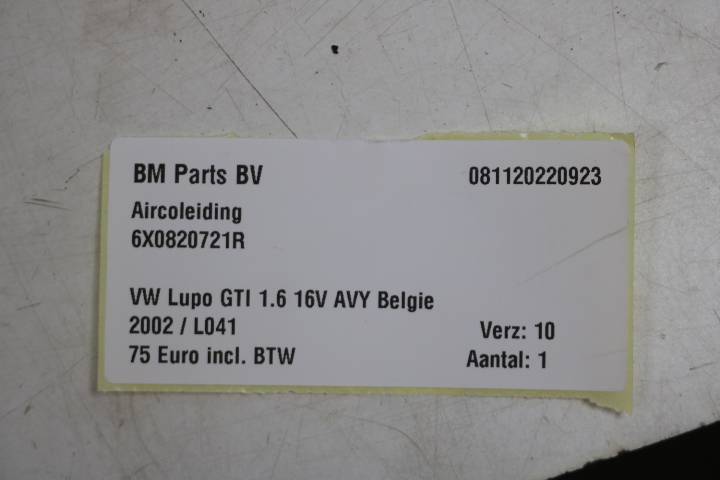 BM Parts BV 081120220923
Aircoleiding
6X0820721R
VW Lupo GTI 1.6 16V AVY Belgie
2002 / L041 Verz: 10
75 Euro incl. BTW Aantal: 1